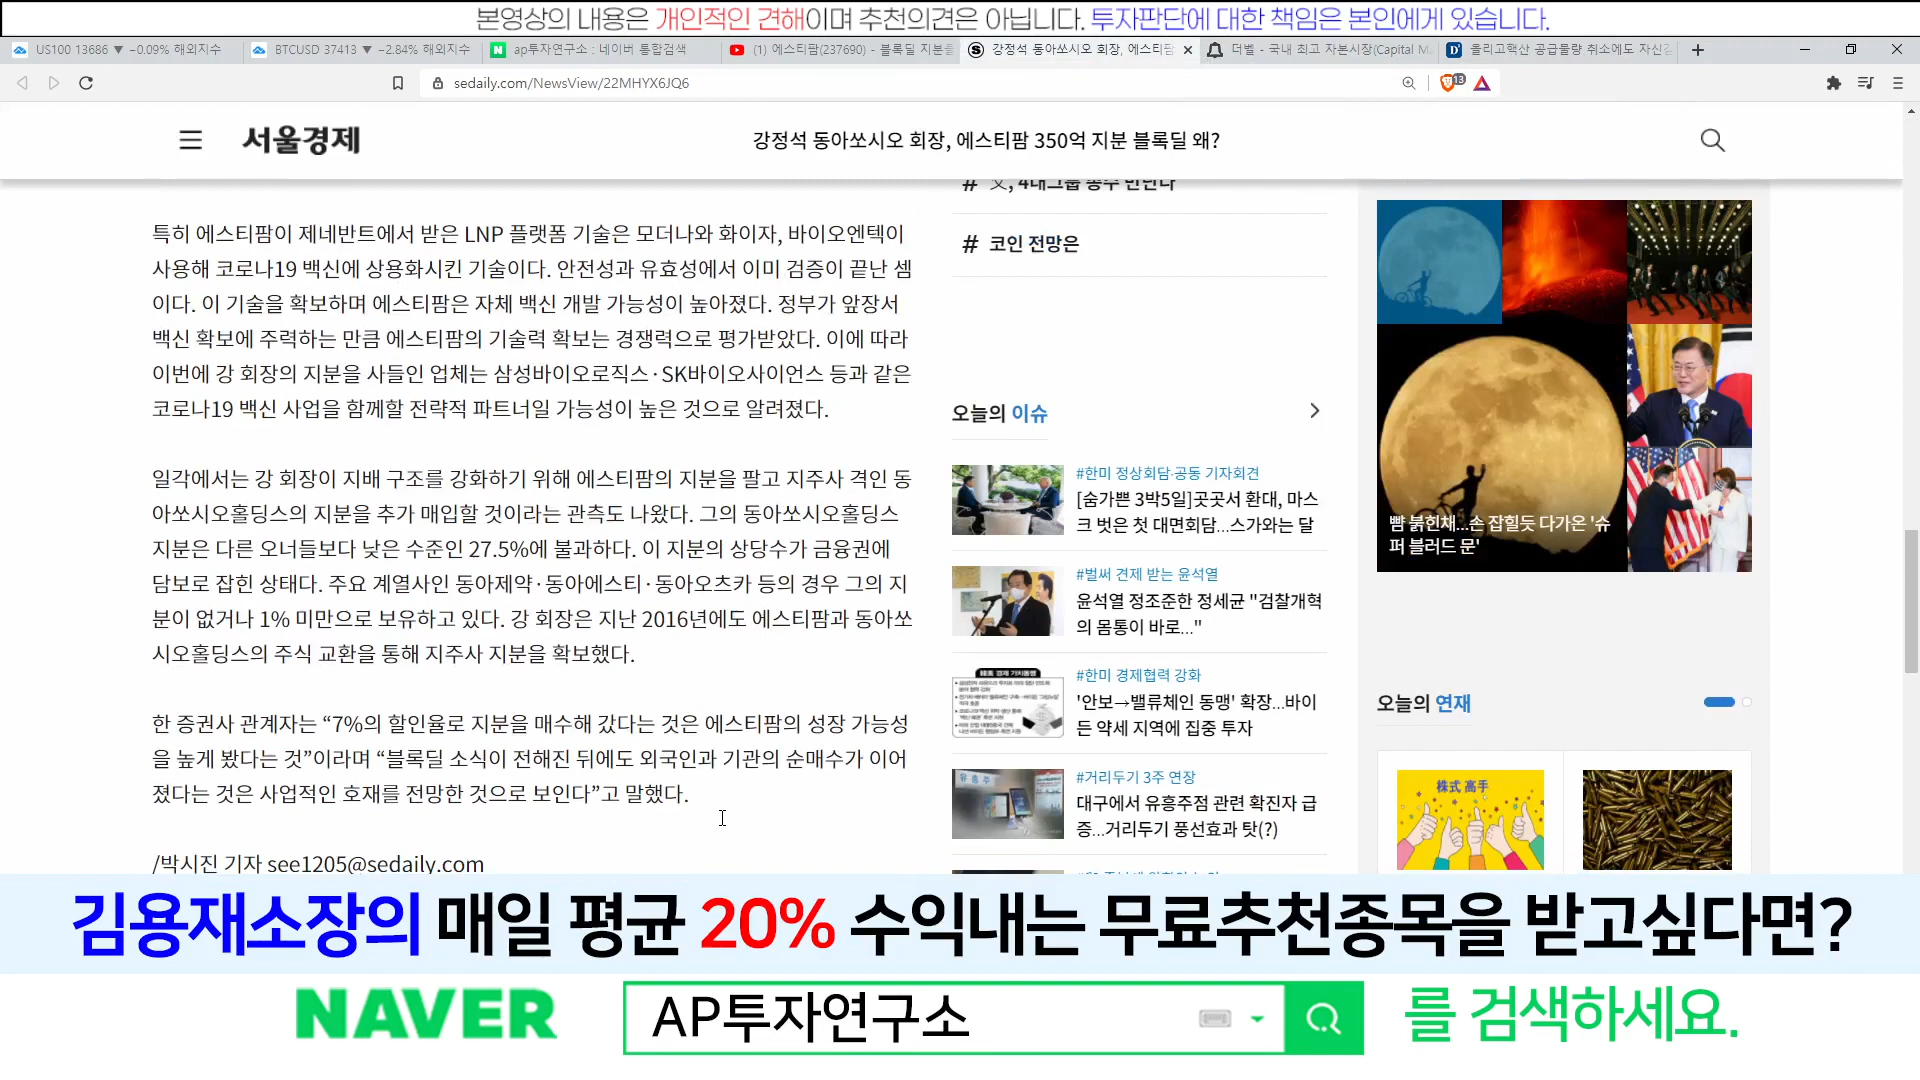 본영상의 내용은 개인적인 견해이며 추천의견은 아닙니다. 투자판단에 대한 책임은 본인에게 있습니다.
US100 13686 ▼ −0.09% 해외지수
BTCUSD 37413 ▼ −2.84% 해외지수
ap투자연구소 : 네이버 통합검색
(1) 에스티팜(237690) - 블록딜 지분을
강정석 동아쏘시오 회장, 에스티팜
더벨 - 국내 최고 자본시장(Capital M
올리고핵산 공급물량 취소에도 자신감
sedaily.com/NewsView/22MHYX6JQ6
13
서울경제
강정석 동아쏘시오 회장, 에스티팜 350억 지분 블록딜 왜?
특히 에스티팜이 제네반트에서 받은 LNP 플랫폼 기술은 모더나와 화이자, 바이오엔텍이
사용해 코로나19 백신에 상용화시킨 기술이다. 안전성과 유효성에서 이미 검증이 끝난 셈
이다. 이 기술을 확보하며 에스티팜은 자체 백신 개발 가능성이 높아졌다. 정부가 앞장서
백신 확보에 주력하는 만큼 에스티팜의 기술력 확보는 경쟁력으로 평가받았다. 이에 따라
이번에 강 회장의 지분을 사들인 업체는 삼성바이오로직스·SK바이오사이언스 등과 같은
코로나19 백신 사업을 함께할 전략적 파트너일 가능성이 높은 것으로 알려졌다.
일각에서는 강 회장이 지배 구조를 강화하기 위해 에스티팜의 지분을 팔고 지주사 격인 동
아쏘시오홀딩스의 지분을 추가 매입할 것이라는 관측도 나왔다. 그의 동아쏘시오홀딩스
지분은 다른 오너들보다 낮은 수준인 27.5%에 불과하다. 이 지분의 상당수가 금융권에
담보로 잡힌 상태다. 주요 계열사인 동아제약·동아에스티·동아오츠카 등의 경우 그의 지
분이 없거나 1% 미만으로 보유하고 있다. 강 회장은 지난 2016년에도 에스티팜과 동아쏘
시오홀딩스의 주식 교환을 통해 지주사 지분을 확보했다.
한 증권사 관계자는 “7%의 할인율로 지분을 매수해 갔다는 것은 에스티팜의 성장 가능성
을 높게 봤다는 것”이라며 “블록딜 소식이 전해진 뒤에도 외국인과 기관의 순매수가 이어
졌다는 것은 사업적인 호재를 전망한 것으로 보인다”고 말했다.
/박시진 기자 see1205@sedaily.com
# 文, 4대그룹 총수 만난다
# 코인 전망은
오늘의 이슈
#한미 정상회담·공동 기자회견
[숨가쁜 3박5일]곳곳서 환대, 마스
크 벗은 첫 대면회담...스가와는 달
#벌써 견제 받는 윤석열
윤석열 정조준한 정세균 "검찰개혁
의 몸통이 바로..."
#한미 경제협력 강화
'안보→밸류체인 동맹' 확장...바이
든 약세 지역에 집중 투자
#거리두기 3주 연장
대구에서 유흥주점 관련 확진자 급
증...거리두기 풍선효과 탓(?)
뺨 붉힌채...손 잡힐듯 다가온 '슈
퍼 블러드 문'
오늘의 연재
株式 高手
김용재소장의 매일 평균 20% 수익내는 무료추천종목을 받고싶다면?
NAVER AP투자연구소 를 검색하세요.